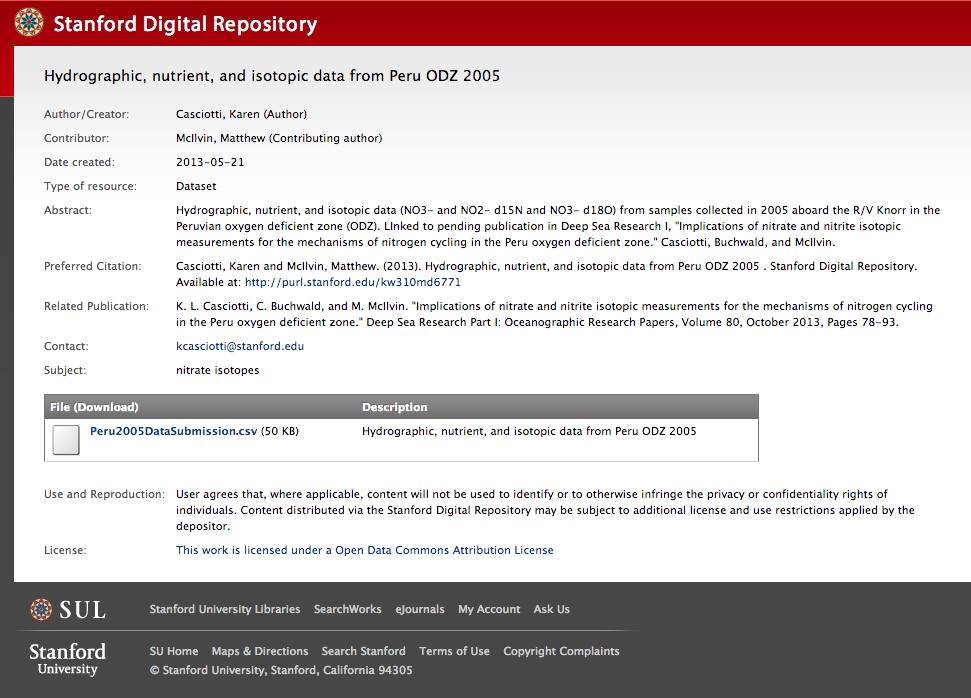 Stanford Digital Repository
Hydrographic, nutrient, and isotopic data from Peru ODZ 2005
Author/Creator: Casciotti, Karen (Author)
Contributor: McIlvin, Matthew (Contributing author)
Date created: 2013-05-21
Type of resource: Dataset
Abstract: Hydrographic, nutrient, and isotopic data (NO3- and NO2- d15N and NO3- d18O) from samples collected in 2005 aboard the R/V Knorr in the
Peruvian oxygen deficient zone (ODZ). LInked to pending publication in Deep Sea Research I, "Implications of nitrate and nitrite isotopic
measurements for the mechanisms of nitrogen cycling in the Peru oxygen deficient zone." Casciotti, Buchwald, and McIlvin.
Preferred Citation: Casciotti, Karen and McIlvin, Matthew. (2013). Hydrographic, nutrient, and isotopic data from Peru ODZ 2005 . Stanford Digital Repository.
Available at: http://purl.stanford.edu/kw310md6771
Related Publication: K. L. Casciotti, C. Buchwald, and M. McIlvin. "Implications of nitrate and nitrite isotopic measurements for the mechanisms of nitrogen cycling
in the Peru oxygen deficient zone." Deep Sea Research Part I: Oceanographic Research Papers, Volume 80, October 2013, Pages 78-93.
Contact: kcasciotti@stanford.edu
Subject: nitrate isotopes
File (Download) Description
Peru2005DataSubmission.csv (50 KB) Hydrographic, nutrient, and isotopic data from Peru ODZ 2005
Use and Reproduction: User agrees that, where applicable, content will not be used to identify or to otherwise infringe the privacy or confidentiality rights of
individuals. Content distributed via the Stanford Digital Repository may be subject to additional license and use restrictions applied by the
depositor.
License: This work is licensed under a Open Data Commons Attribution License
SUL Stanford University Libraries SearchWorks eJournals My Account Ask Us
Stanford University
SU Home Maps & Directions Search Stanford Terms of Use Copyright Complaints
© Stanford University, Stanford, California 94305